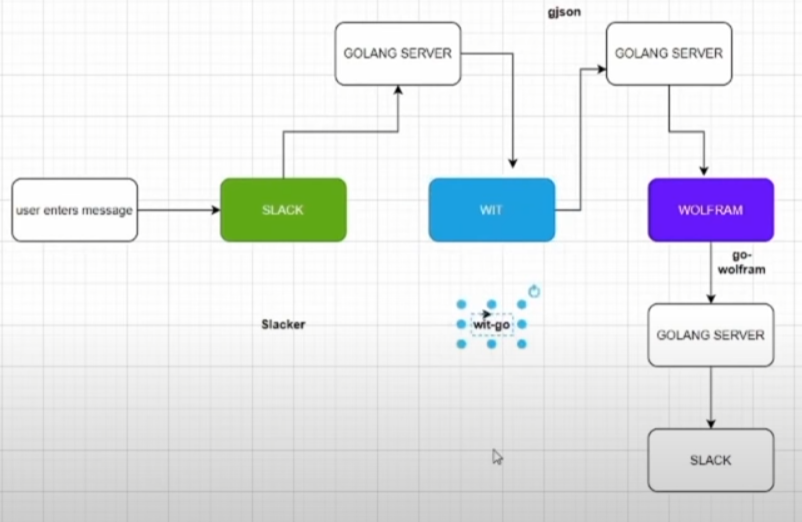 gjson
GOLANG SERVER
GOLANG SERVER
user enters message
SLACK
WIT
WOLFRAM
go-
wolfram
Slacker
wit-go
GOLANG SERVER
SLACK